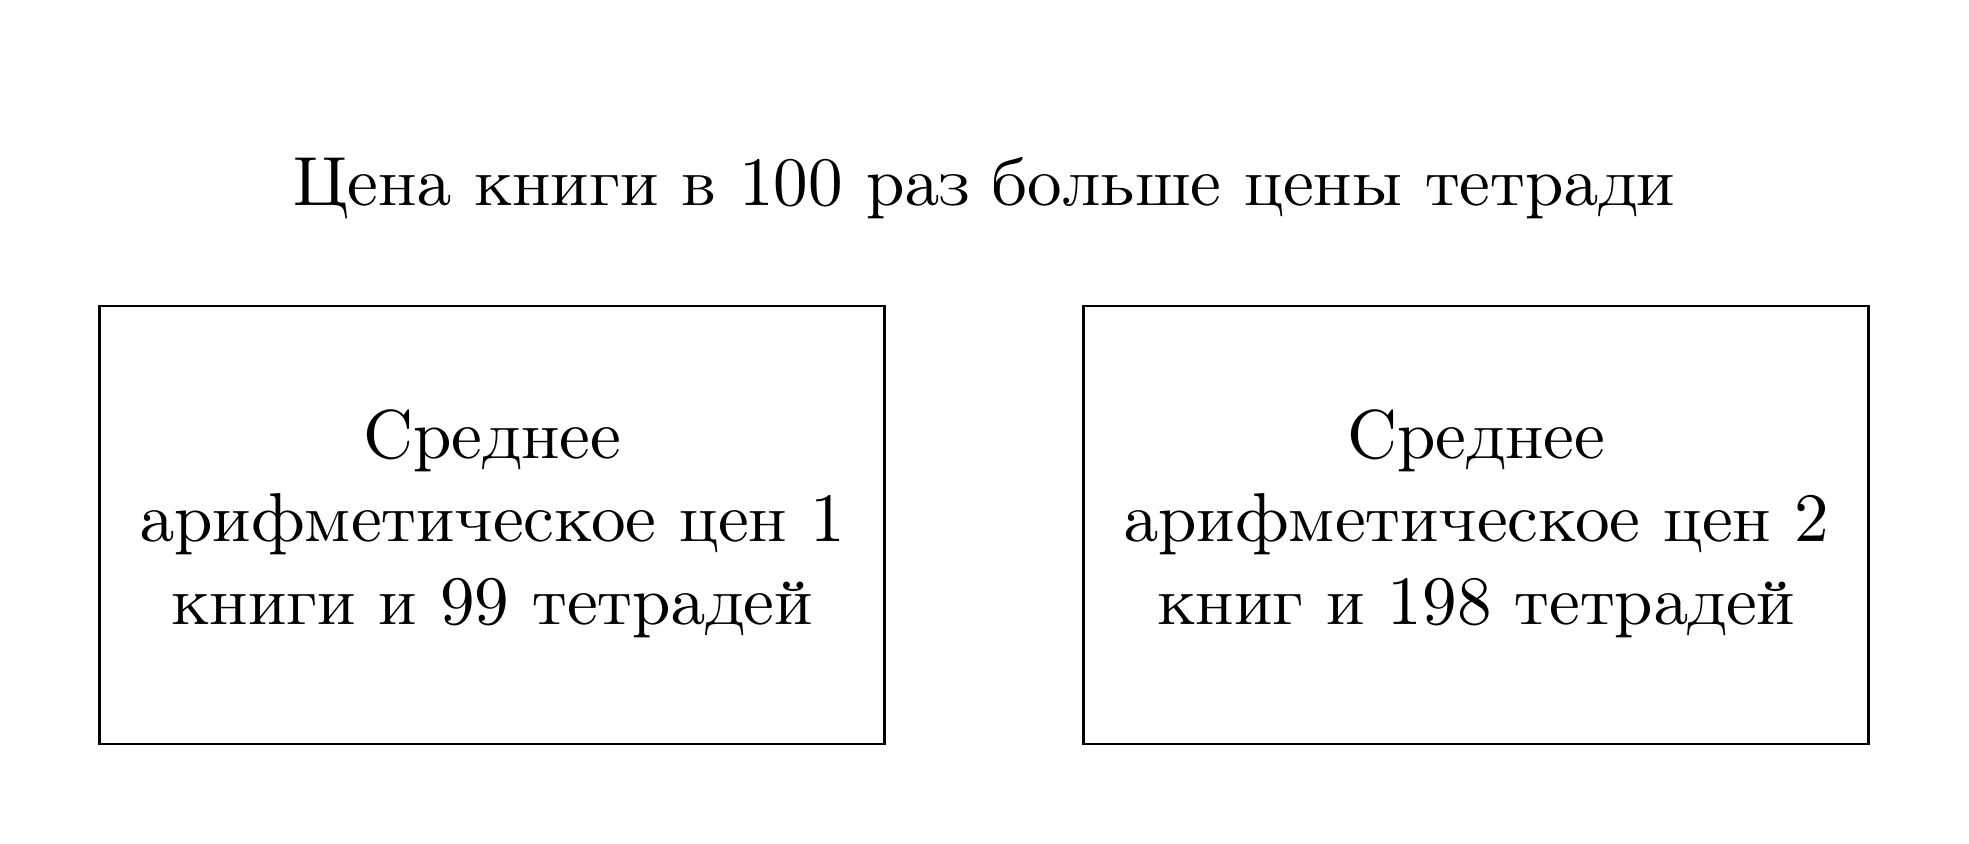 Цена книги в 100 раз больше цены тетради
Среднее
арифметическое цен 1
книги и 99 тетрадей
Среднее
арифметическое цен 2
книг и 198 тетрадей